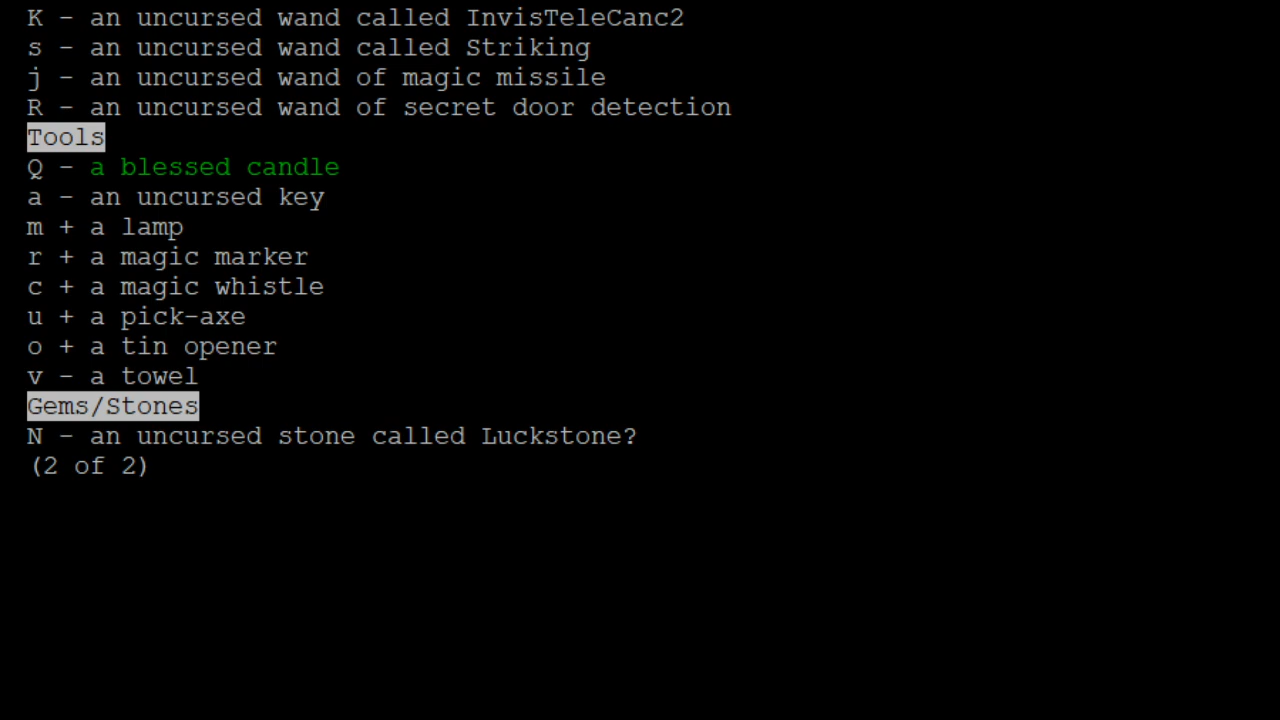 K - an uncursed wand called InvisTeleCanc2
s - an uncursed wand called Striking
j - an uncursed wand of magic missile
R - an uncursed wand of secret door detection
Tools
Q - a blessed candle
a - an uncursed key
m + a lamp
r + a magic marker
c + a magic whistle
u + a pick-axe
o + a tin opener
v - a towel
Gems/Stones
N - an uncursed stone called Luckstone?
(2 of 2)